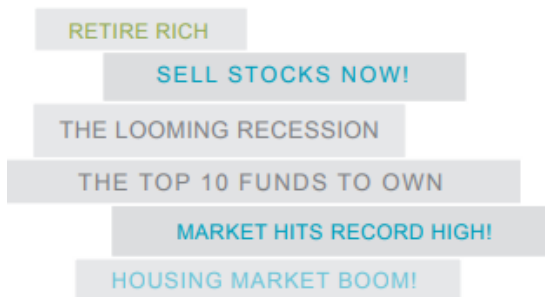 RETIRE RICH
SELL STOCKS NOW!
THE LOOMING RECESSION
THE TOP 10 FUNDS TO OWN
MARKET HITS RECORD HIGH!
HOUSING MARKET BOOM!